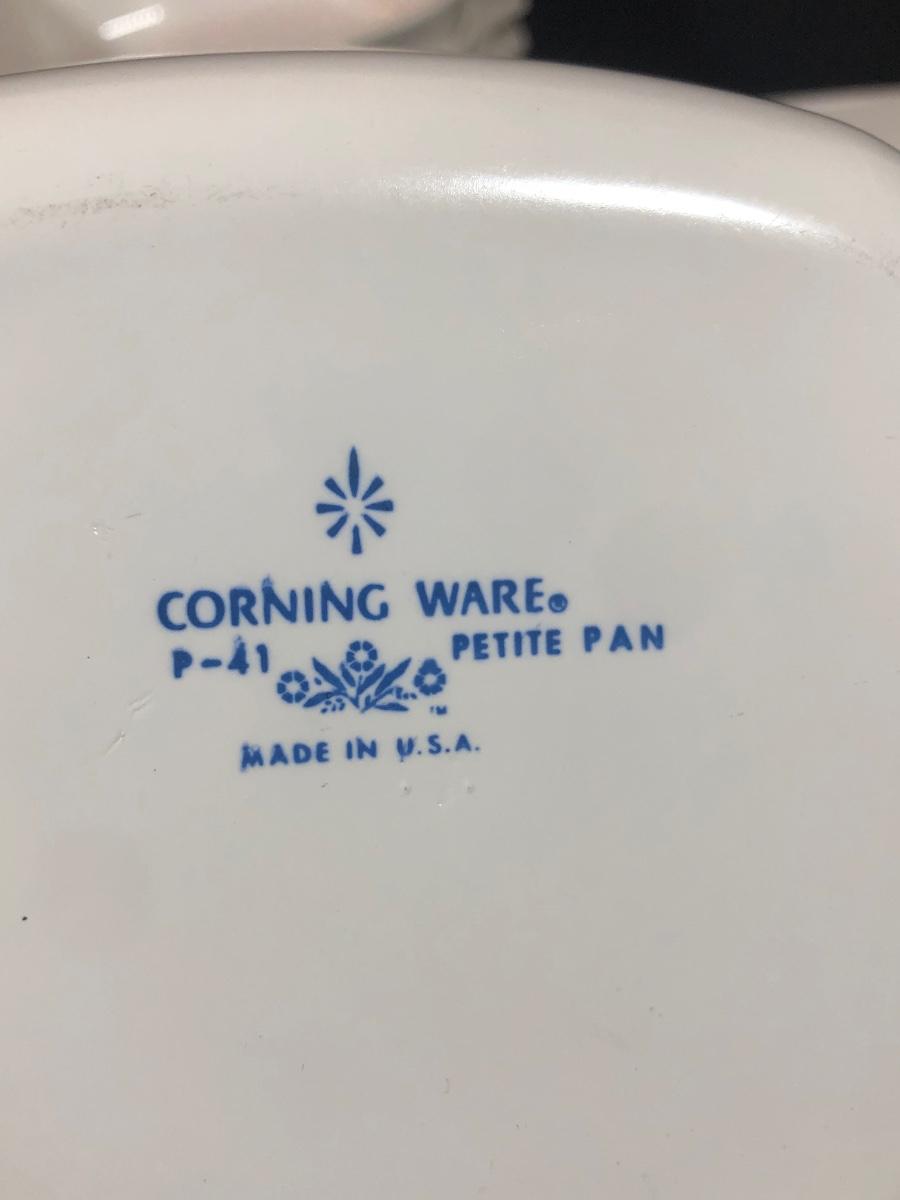 CORNING WARE®
P-41 PETITE PAN
TM
MADE IN U.S.A.